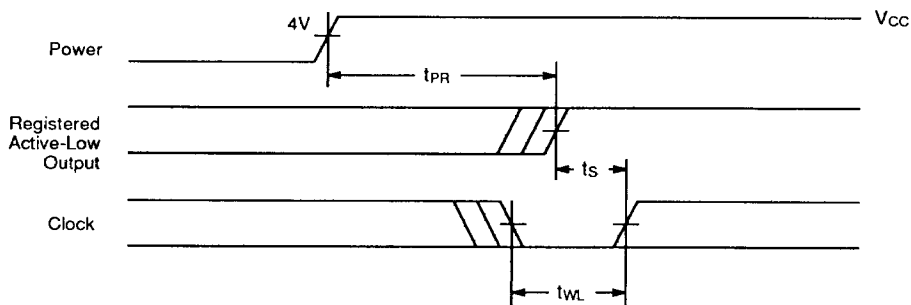 4V
VCC
Power
tPR
Registered
Active-Low
Output
tS
Clock
tWL